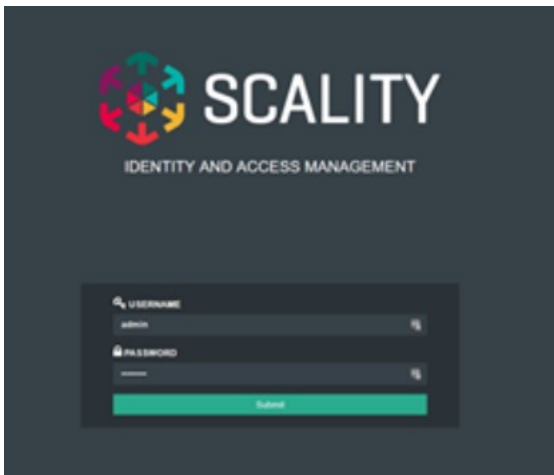 SCALITY
IDENTITY AND ACCESS MANAGEMENT
USERNAME
admin
PASSWORD
Submit